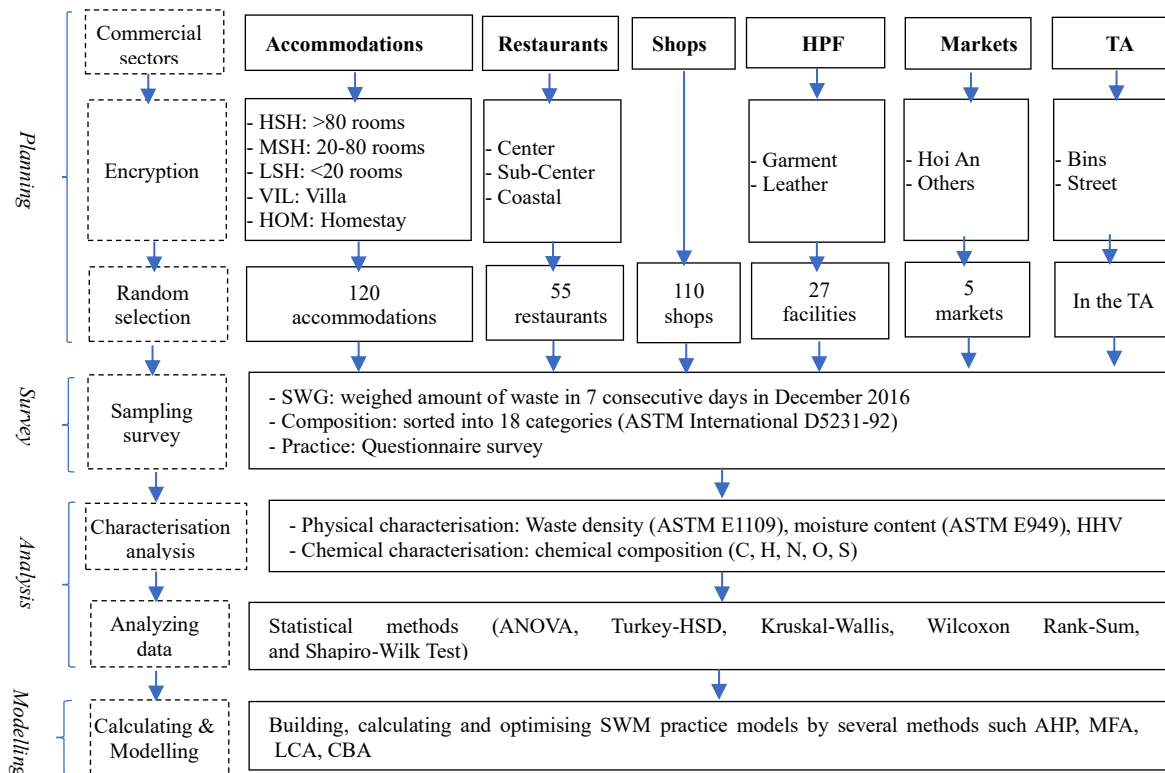 Commercial
sectors
Accommodations
Restaurants
Shops
HPF
Markets
TA
Planning
Encryption
- HSH: >80 rooms
- MSH: 20-80 rooms
- LSH: <20 rooms
- VIL: Villa
- HOM: Homestay
- Center
- Sub-Center
- Coastal
- Garment
- Leather
- Hoi An
- Others
- Bins
- Street
Random
selection
120
accommodations
55
restaurants
110
shops
27
facilities
5
markets
In the TA
Survey
Sampling
survey
- SWG: weighed amount of waste in 7 consecutive days in December 2016
- Composition: sorted into 18 categories (ASTM International D5231-92)
- Practice: Questionnaire survey
Analysis
Characterisation
analysis
- Physical characterisation: Waste density (ASTM E1109), moisture content (ASTM E949), HHV
- Chemical characterisation: chemical composition (C, H, N, O, S)
Analyzing
data
Statistical methods (ANOVA, Turkey-HSD, Kruskal-Wallis, Wilcoxon Rank-Sum,
and Shapiro-Wilk Test)
Modelling
Calculating &
Modelling
Building, calculating and optimising SWM practice models by several methods such AHP, MFA,
LCA, CBA